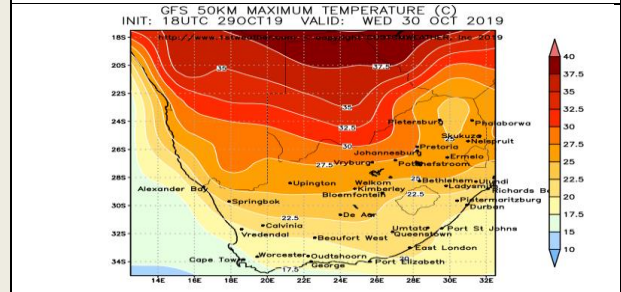 GFS 50KM MAXIMUM TEMPERATURE (C)
INIT: 18UTC 29OCT19 VALID: WED 30 OCT 2019
18S
20S
22S
24S
26S
28S
30S
32S
34S
14E 16E 18E 20E 22E 24E 26E 28E 30E 32E
37.5
35
32.5
30
27.5
22.5
22.5
17.5
Pietersburg
Phalaborwa
Skukuza
Nelspruit
Pretoria
Johannesburg
Ermelo
Vryburg
Potchefstroom
Welkom
Bethlehem
Ulundi
Upington
Kimberley
Ladysmith
Alexander Bay
Bloemfontein
Pietermaritzburg
Springbok
Durban
De Aar
Calvinia
Umtata
Port St Johns
Vredendal
Beaufort West
Queenstown
East London
Worcester
Oudtshoorn
Cape Town
George
Port Elizabeth
40
37.5
35
32.5
30
27.5
25
22.5
20
17.5
15
10